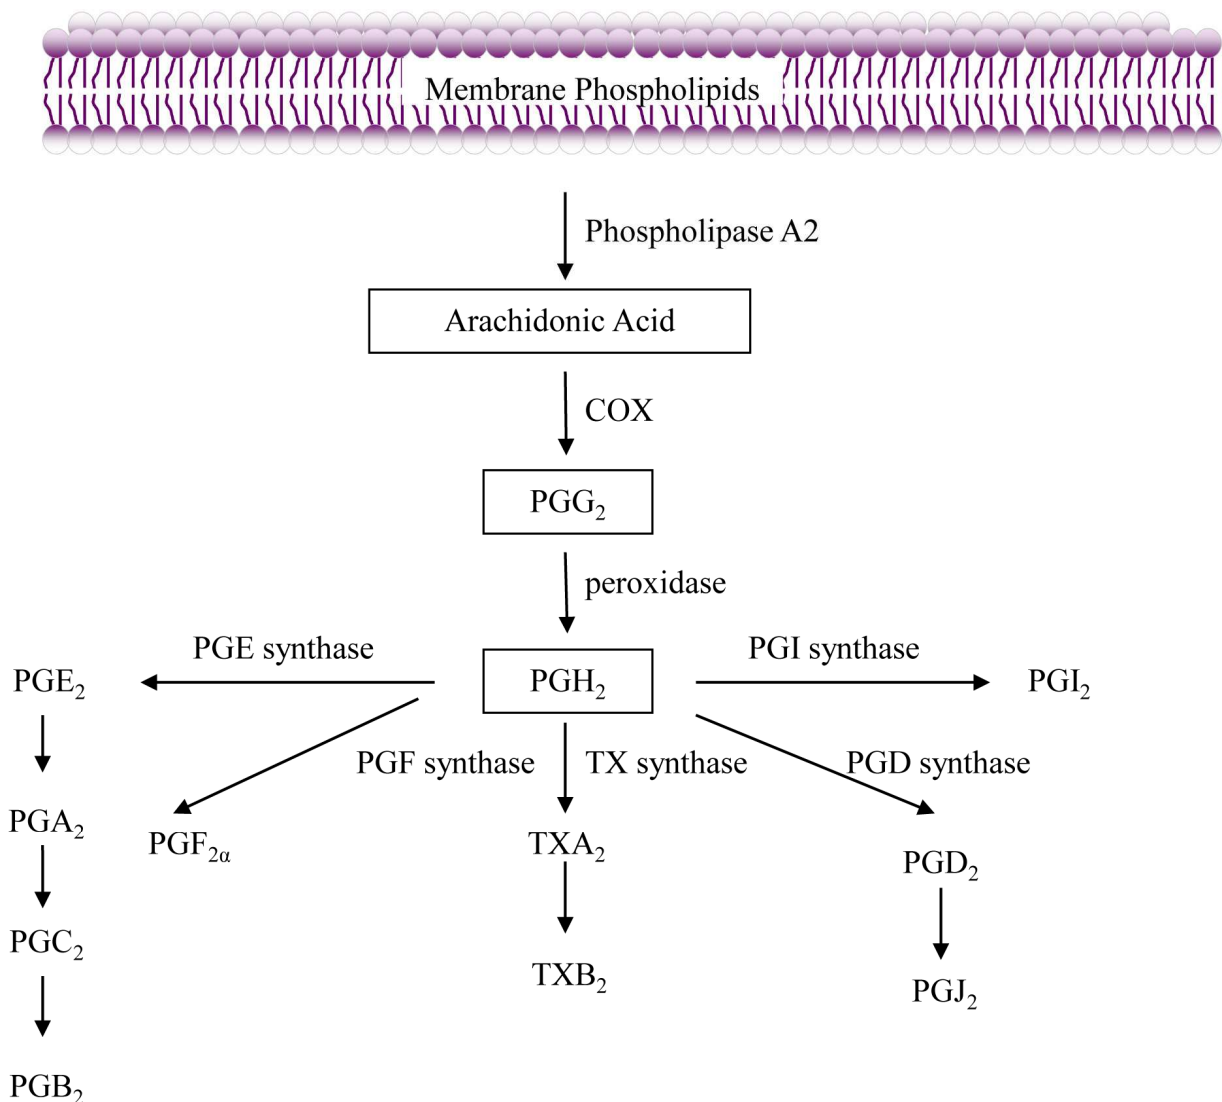 Membrane Phospholipids
Phospholipase A2
Arachidonic Acid
COX
PGG₂
peroxidase
PGE synthase
PGI synthase
PGE₂
PGH₂
PGI₂
PGF synthase
TX synthase
PGD synthase
PGA₂
PGF₂α
TXA₂
PGD₂
PGC₂
TXB₂
PGJ₂
PGB₂